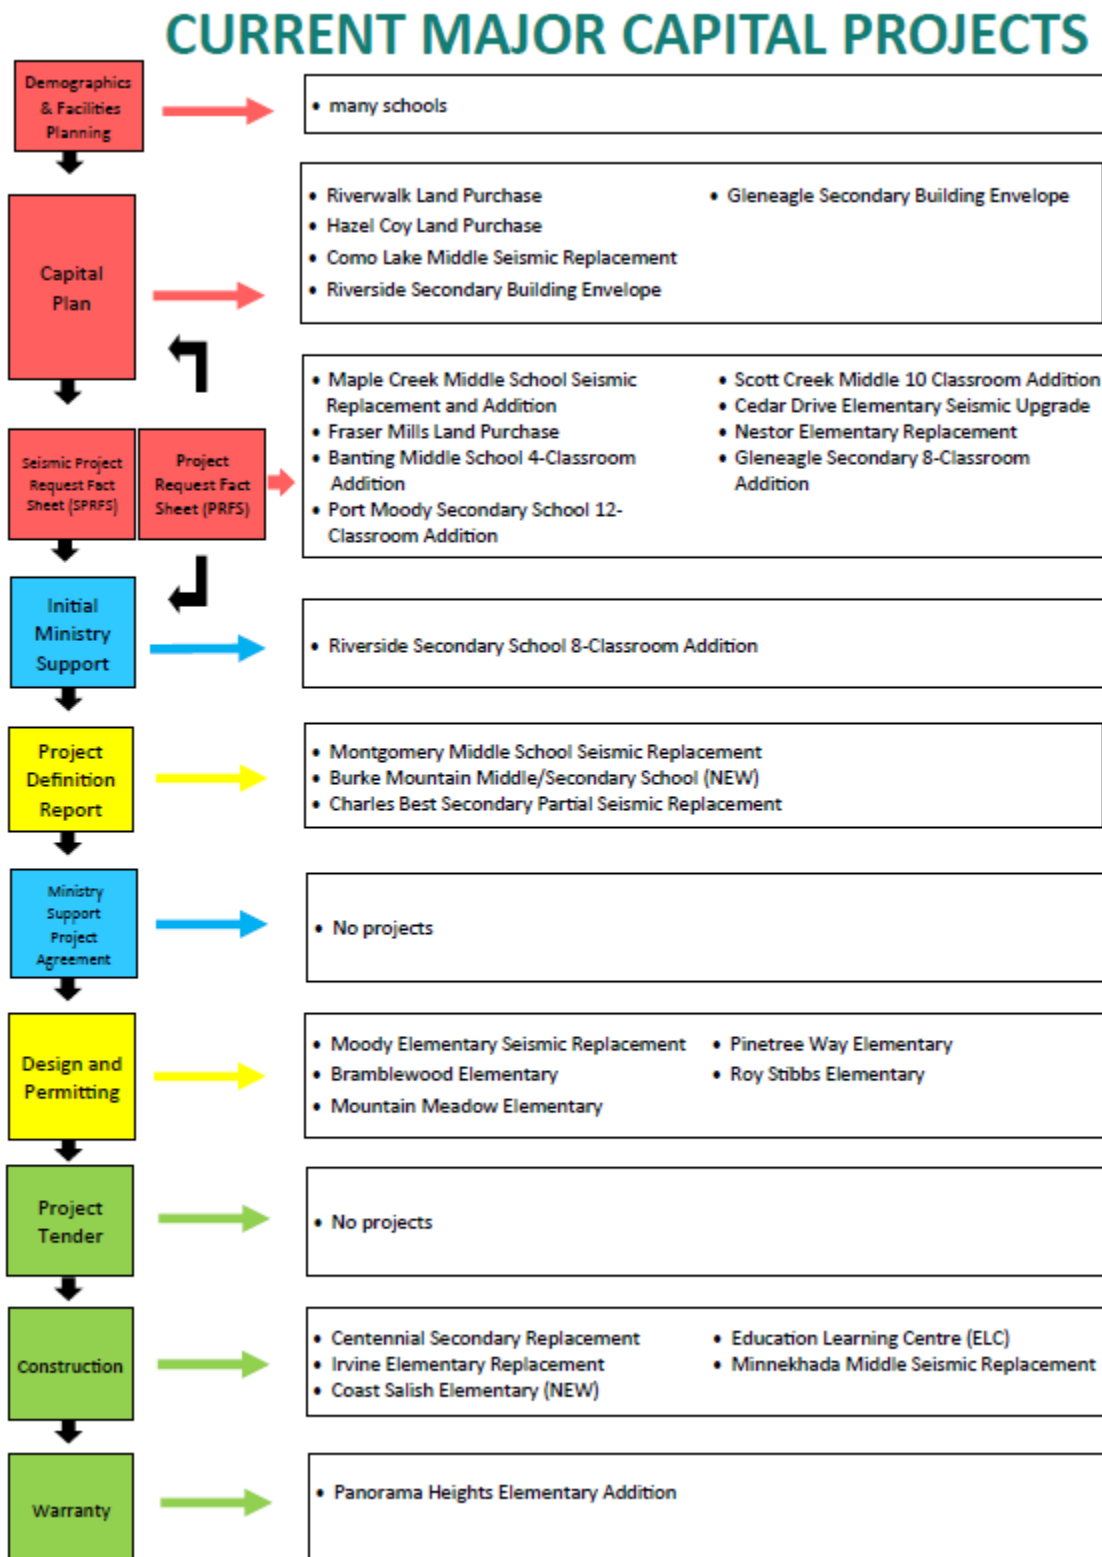 CURRENT MAJOR CAPITAL PROJECTS
Demographics
& Facilities
Planning
• many schools
Capital
Plan
• Riverwalk Land Purchase
• Hazel Coy Land Purchase
• Como Lake Middle Seismic Replacement
• Riverside Secondary Building Envelope
• Gleneagle Secondary Building Envelope
Seismic Project
Request Fact
Sheet (SPRFS)
Project
Request Fact
Sheet (PRFS)
• Maple Creek Middle School Seismic
Replacement and Addition
• Fraser Mills Land Purchase
• Banting Middle School 4-Classroom
Addition
• Port Moody Secondary School 12-
Classroom Addition
• Scott Creek Middle 10 Classroom Addition
• Cedar Drive Elementary Seismic Upgrade
• Nestor Elementary Replacement
• Gleneagle Secondary 8-Classroom
Addition
Initial
Ministry
Support
• Riverside Secondary School 8-Classroom Addition
Project
Definition
Report
• Montgomery Middle School Seismic Replacement
• Burke Mountain Middle/Secondary School (NEW)
• Charles Best Secondary Partial Seismic Replacement
Ministry
Support
Project
Agreement
• No projects
Design and
Permitting
• Moody Elementary Seismic Replacement
• Bramblewood Elementary
• Mountain Meadow Elementary
• Pinetree Way Elementary
• Roy Stibbs Elementary
Project
Tender
• No projects
Construction
• Centennial Secondary Replacement
• Irvine Elementary Replacement
• Coast Salish Elementary (NEW)
• Education Learning Centre (ELC)
• Minnekhada Middle Seismic Replacement
Warranty
• Panorama Heights Elementary Addition